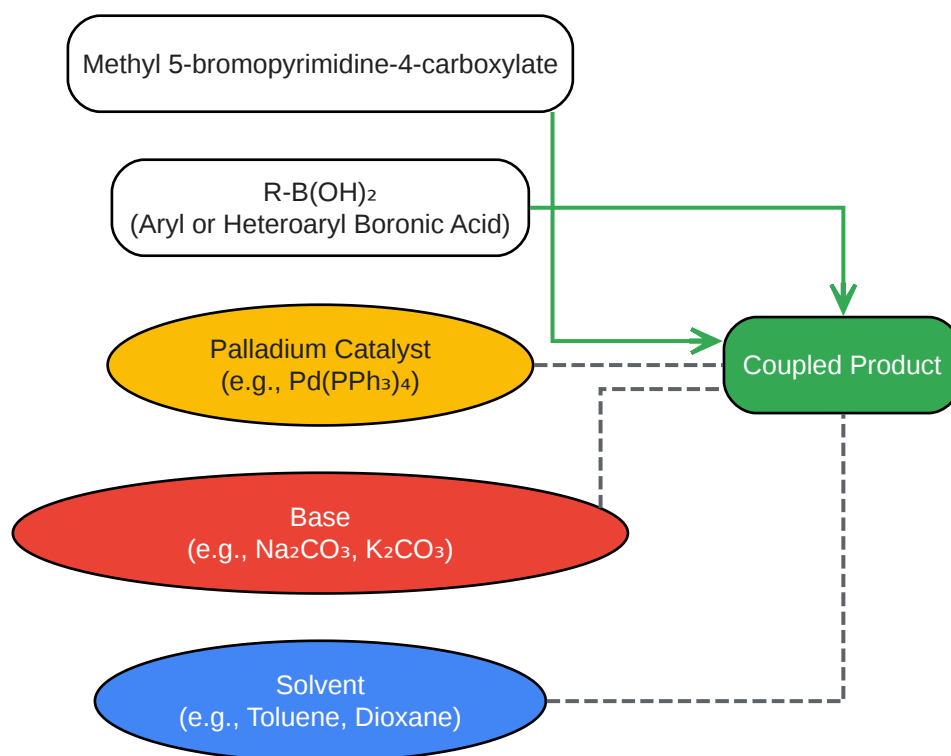 Methyl 5-bromopyrimidine-4-carboxylate
R-B(OH)₂
(Aryl or Heteroaryl Boronic Acid)
Palladium Catalyst
(e.g., Pd(PPh₃)₄)
Coupled Product
Base
(e.g., Na₂CO₃, K₂CO₃)
Solvent
(e.g., Toluene, Dioxane)